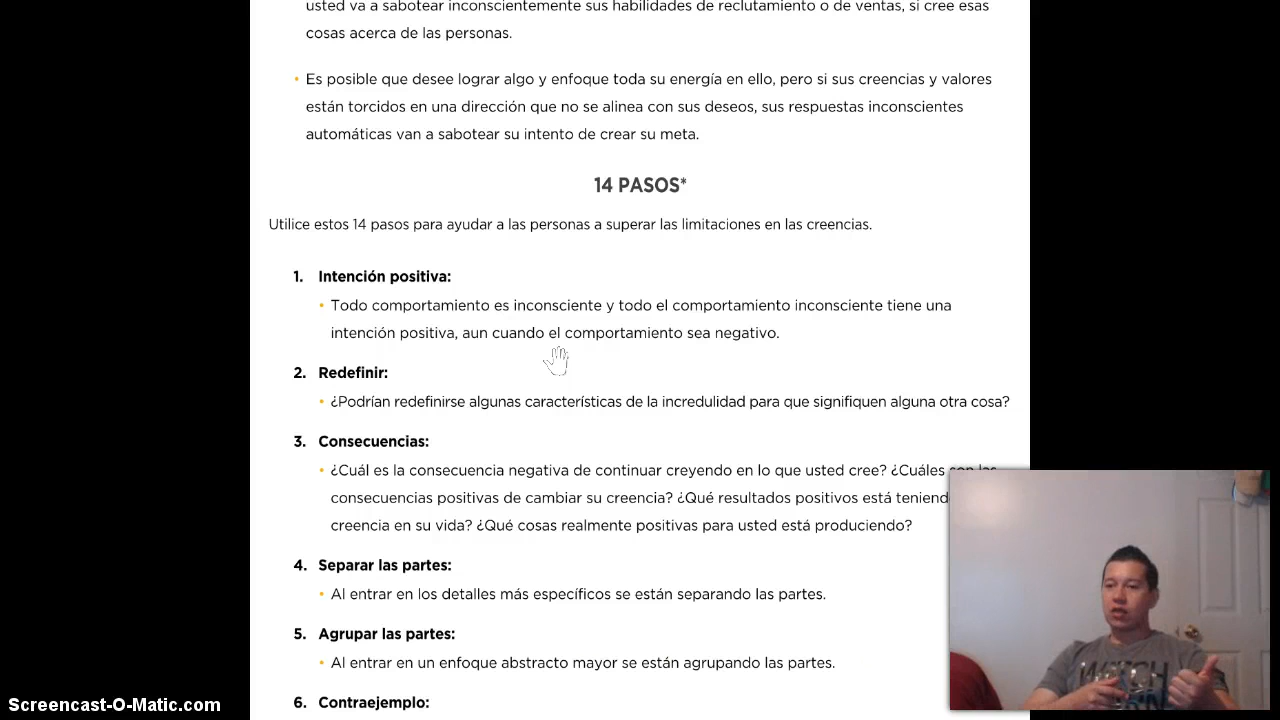 usted va a sabotear inconscientemente sus habilidades de reclutamiento o de ventas, si cree esas
cosas acerca de las personas.
• Es posible que desee lograr algo y enfoque toda su energía en ello, pero si sus creencias y valores
están torcidos en una dirección que no se alinea con sus deseos, sus respuestas inconscientes
automáticas van a sabotear su intento de crear su meta.
14 PASOS*
Utilice estos 14 pasos para ayudar a las personas a superar las limitaciones en las creencias.
1. Intención positiva:
• Todo comportamiento es inconsciente y todo el comportamiento inconsciente tiene una
intención positiva, aun cuando el comportamiento sea negativo.
2. Redefinir:
• ¿Podrían redefinirse algunas características de la incredulidad para que signifiquen alguna otra cosa?
3. Consecuencias:
• ¿Cuál es la consecuencia negativa de continuar creyendo en lo que usted cree? ¿Cuáles son las
consecuencias positivas de cambiar su creencia? ¿Qué resultados positivos está teniend
creencia en su vida? ¿Qué cosas realmente positivas para usted está produciendo?
4. Separar las partes:
• Al entrar en los detalles más específicos se están separando las partes.
5. Agrupar las partes:
• Al entrar en un enfoque abstracto mayor se están agrupando las partes.
6. Contraejemplo:
Screencast-O-Matic.com